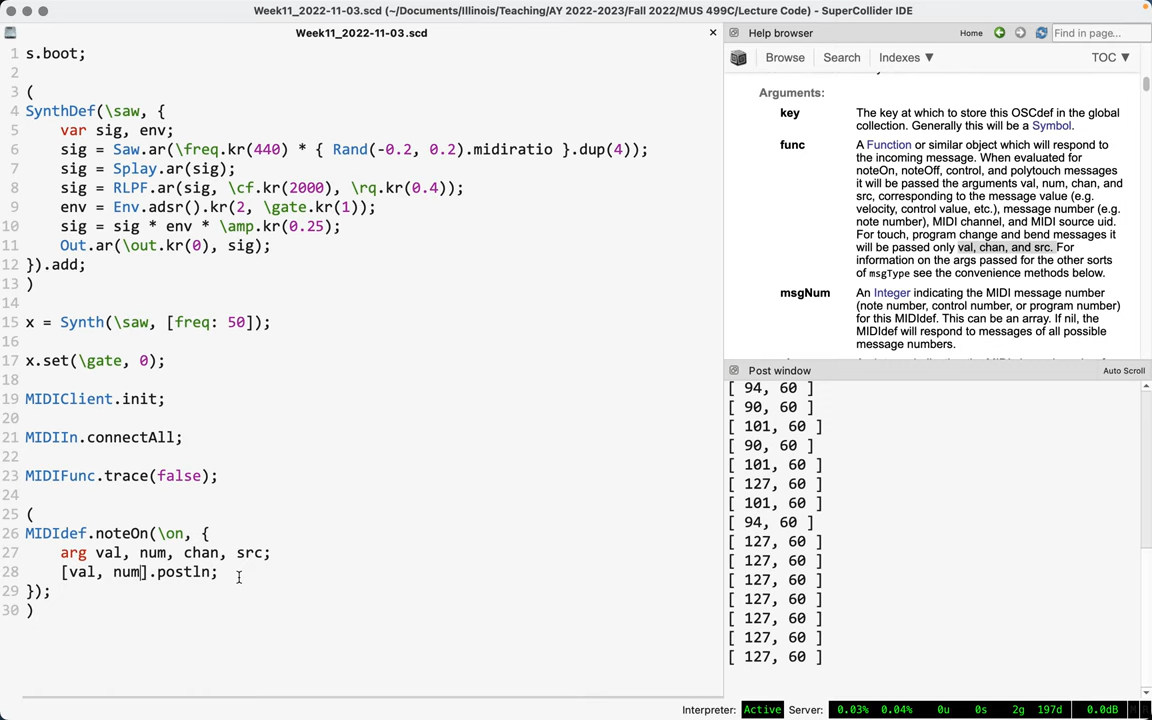 Week11_2022-11-03.scd (~/Documents/Illinois/Teaching/AY 2022-2023/Fall 2022/MUS 499C/Lecture Code) - SuperCollider IDE
Week11_2022-11-03.scd
1 s.boot;
2
3 (
4 SynthDef(\saw, {
5 var sig, env;
6 sig = Saw.ar(\freq.kr(440) * { Rand(-0.2, 0.2).midiratio }.dup(4));
7 sig = Splay.ar(sig);
8 sig = RLPF.ar(sig, \cf.kr(2000), \rq.kr(0.4));
9 env = Env.adsr().kr(2, \gate.kr(1));
10 sig = sig * env * \amp.kr(0.25);
11 Out.ar(\out.kr(0), sig);
12 }).add;
13 )
14
15 x = Synth(\saw, [freq: 50]);
16
17 x.set(\gate, 0);
18
19 MIDIClient.init;
20
21 MIDIIn.connectAll;
22
23 MIDIFunc.trace(false);
24
25 (
26 MIDIdef.noteOn(\on, {
27 arg val, num, chan, src;
28 [val, num].postln;
29 });
30 )
Help browser
Home
Find in page...
Browse Search Indexes ▼
TOC ▼
Arguments:
key
The key at which to store this OSCdef in the global
collection. Generally this will be a Symbol.
func
A Function or similar object which will respond to
the incoming message. When evaluated for
noteOn, noteOff, control, and polytouch messages
it will be passed the arguments val, num, chan, and
src, corresponding to the message value (e.g.
velocity, control value, etc.), message number (e.g.
note number), MIDI channel, and MIDI source uid.
For touch, program change and bend messages it
will be passed only val, chan, and src. For
information on the args passed for the other sorts
of msgType see the convenience methods below.
msgNum
An Integer indicating the MIDI message number
(note number, control number, or program number)
for this MIDIdef. This can be an array. If nil, the
MIDIdef will respond to messages of all possible
message numbers.
Post window
Auto Scroll
[ 94, 60 ]
[ 90, 60 ]
[ 101, 60 ]
[ 90, 60 ]
[ 101, 60 ]
[ 127, 60 ]
[ 101, 60 ]
[ 94, 60 ]
[ 127, 60 ]
[ 127, 60 ]
[ 127, 60 ]
[ 127, 60 ]
[ 127, 60 ]
[ 127, 60 ]
[ 127, 60 ]
Interpreter: Active Server: 0.03% 0.04% 0u 0s 2g 197d 0.0dB M R